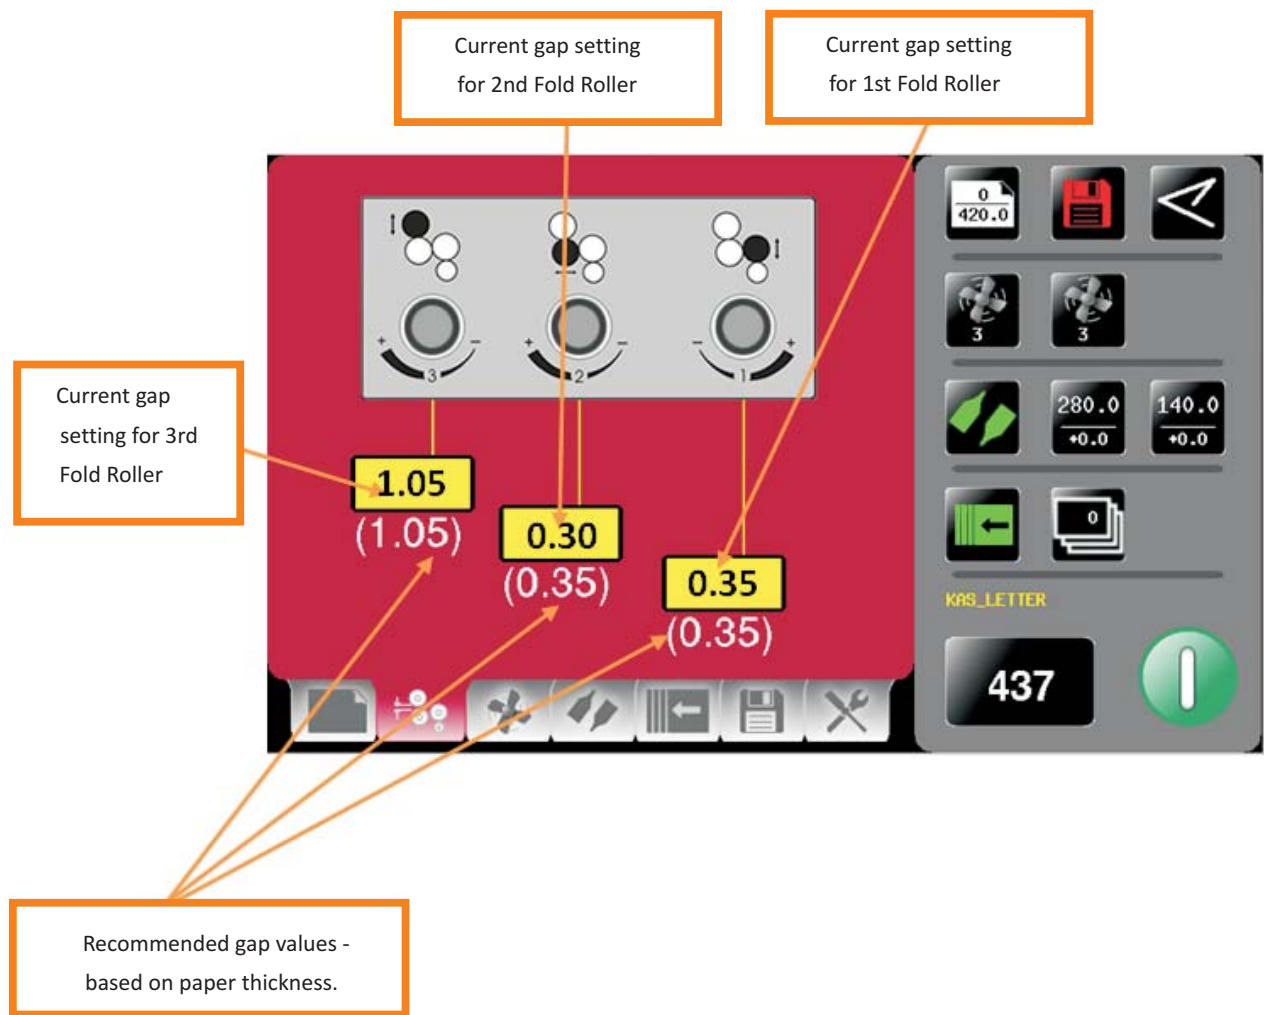 Current gap setting
for 2nd Fold Roller
Current gap setting
for 1st Fold Roller
Current gap
setting for 3rd
Fold Roller
+ 3 -
+ 2 -
- 1 +
1.05
(1.05)
0.30
(0.35)
0.35
(0.35)
0
420.0
3
3
280.0
+0.0
140.0
+0.0
0
KAS_LETTER
437
Recommended gap values -
based on paper thickness.